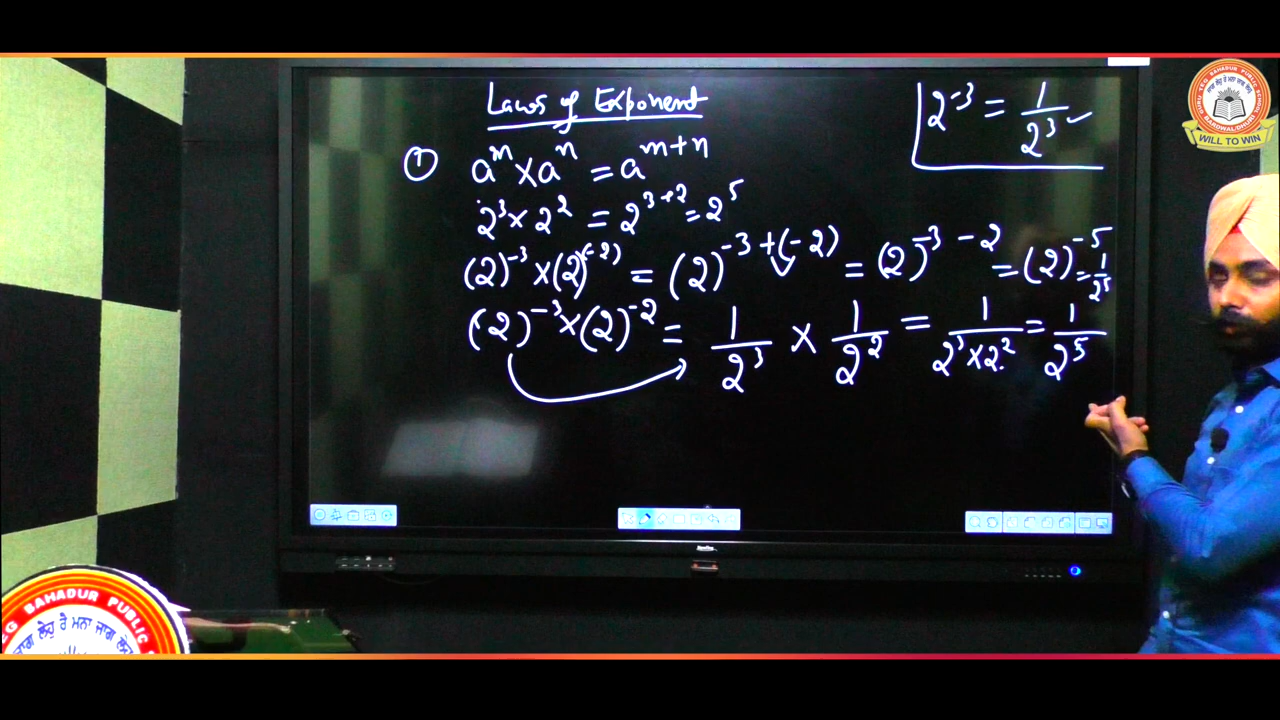 Laws of Exponent
2⁻³ = 1/2³ ✓
① aᵐ × aⁿ = aᵐ⁺ⁿ
2³ × 2² = 2³⁺² = 2⁵
(2)⁻³ × (2)⁽⁻²⁾ = (2)⁻³⁺⁽⁻²⁾ = (2)⁻³⁻² = (2)⁻⁵ = 1/2⁵
(2)⁻³ × (2)⁻² = 1/2³ × 1/2² = 1/(2³ × 2²) = 1/2⁵
WILL TO WIN
BAHADUR PUBLIC